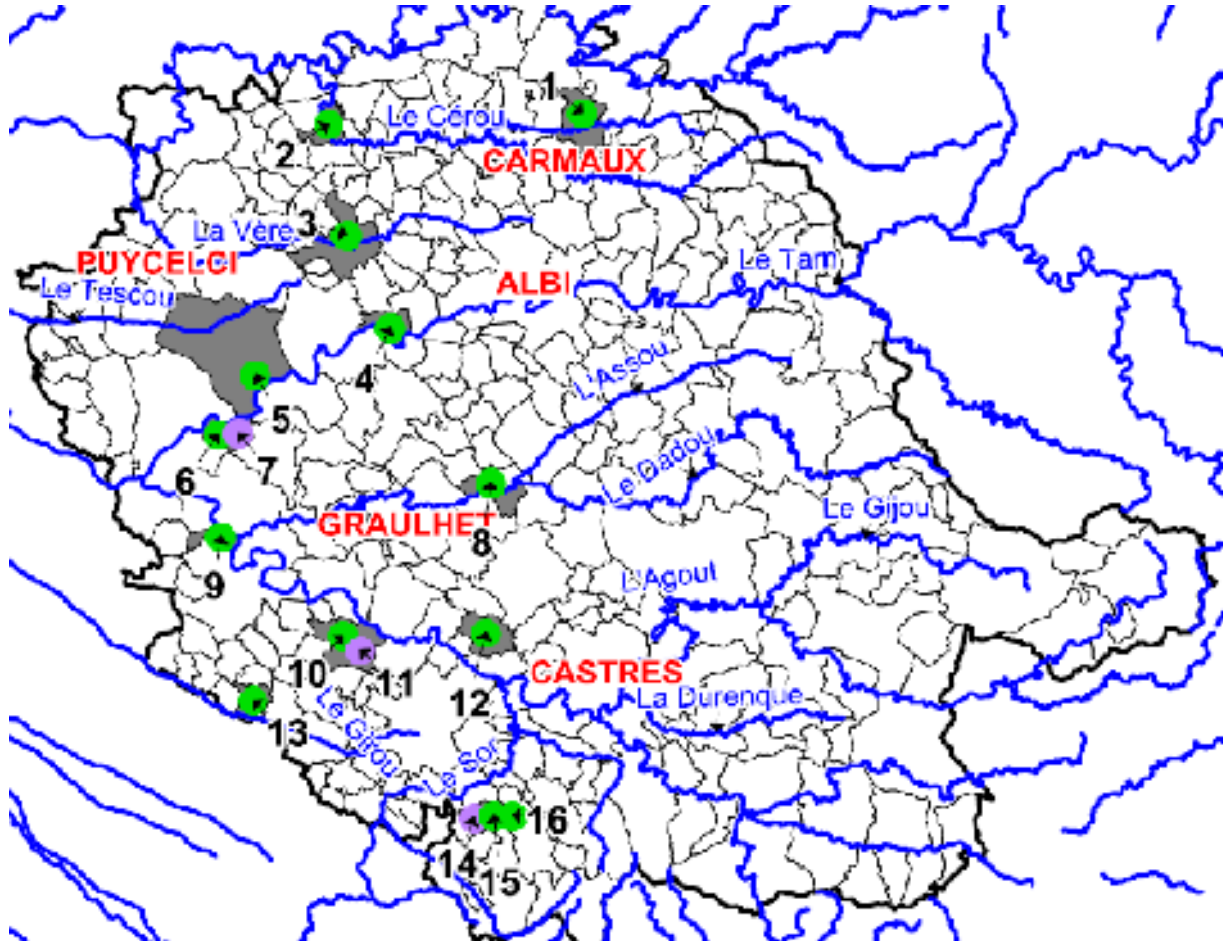 1
Le Cérou
2
CARMAUX
3
La Vère
PUYCELCI
Le Tescou
ALBI
Le Tarn
4
L'Assou
5
6
7
Le Dadou
GRAULHET
8
Le Gijou
9
L'Agout
10
11
CASTRES
12
La Durenque
13
Le Girou
Le Sor
14
15
16